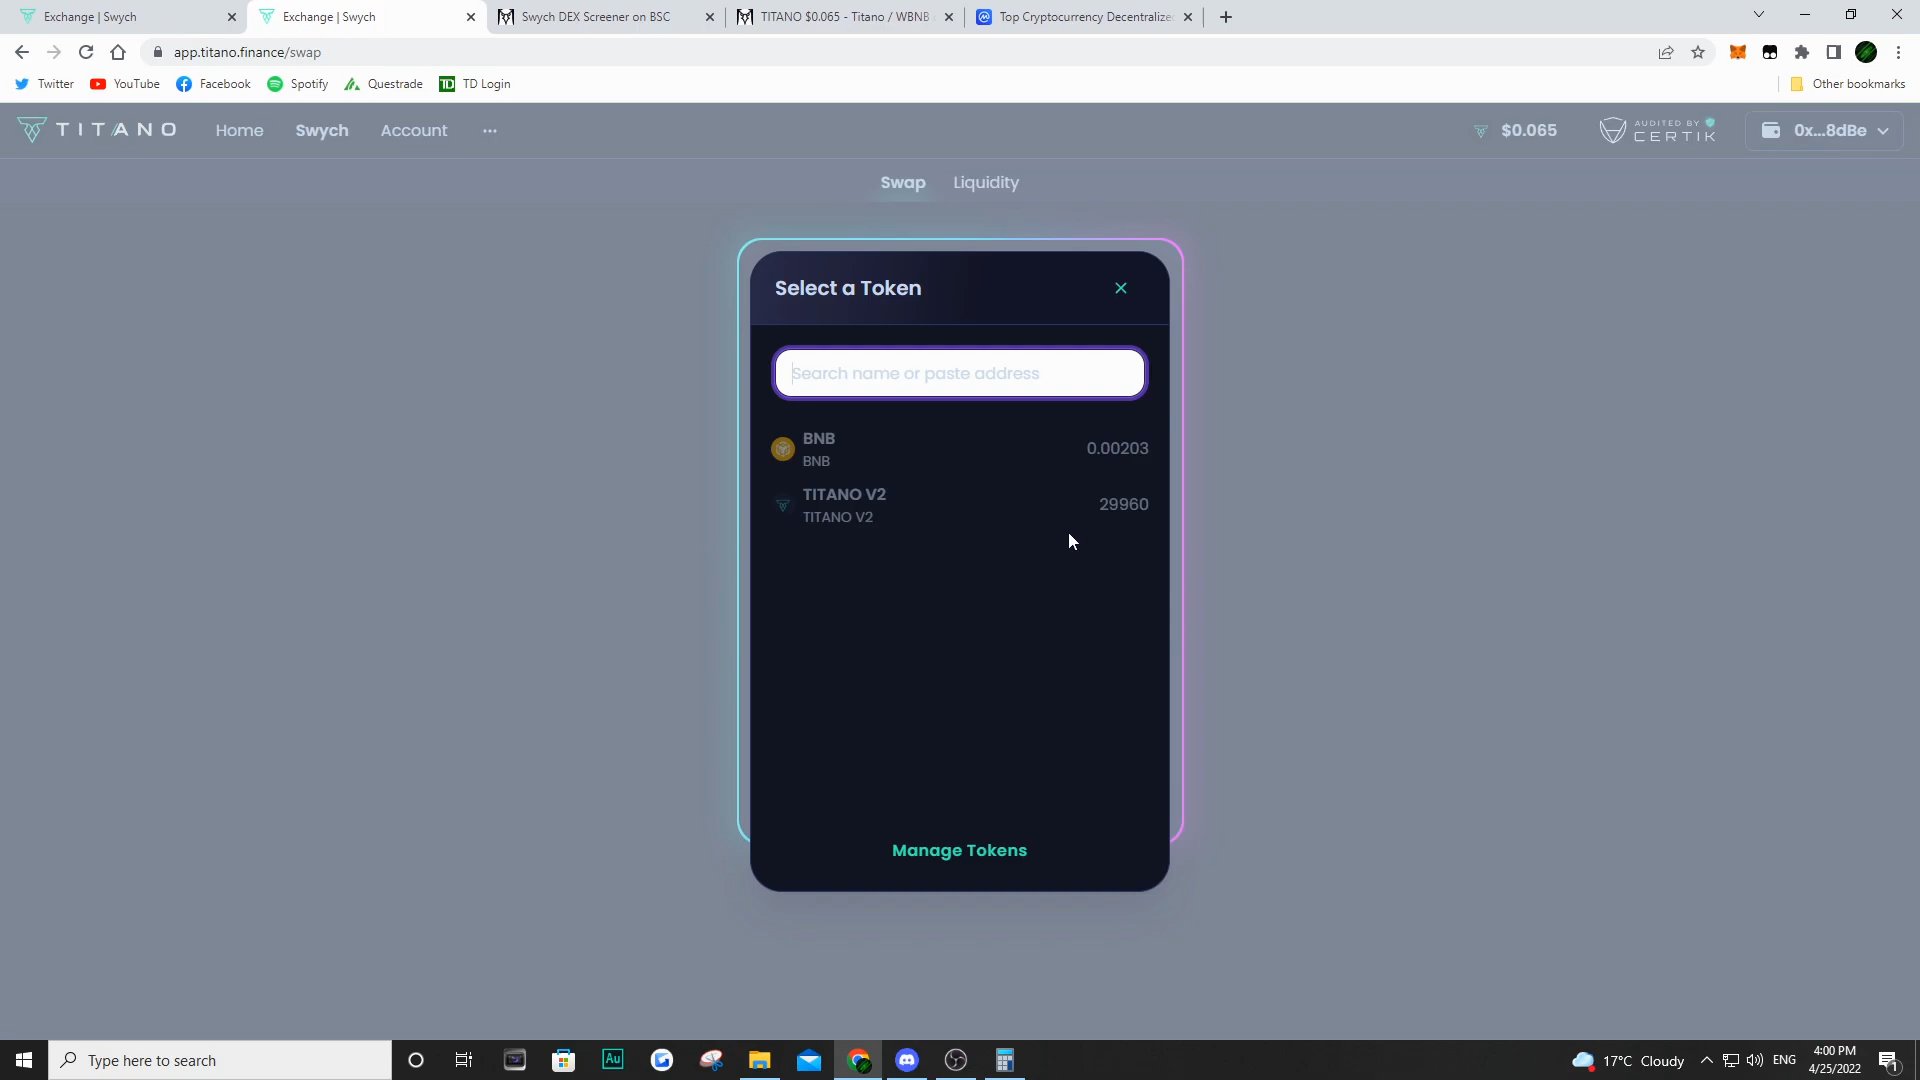 Exchange | Swych
Exchange | Swych
Swych DEX Screener on BSC
TITANO $0.065 - Titano / WBNB
Top Cryptocurrency Decentralize
app.titano.finance/swap
Twitter
YouTube
Facebook
Spotify
Questrade
TD
TD Login
Other bookmarks
TITANO
Home
Swych
Account
$0.065
AUDITED BY
CERTIK
0x...8dBe
Swap
Liquidity
Select a Token
Search name or paste address
BNB
BNB
0.00203
TITANO V2
TITANO V2
29960
Manage Tokens
Type here to search
Au
17°C Cloudy
ENG
4:00 PM
4/25/2022
1